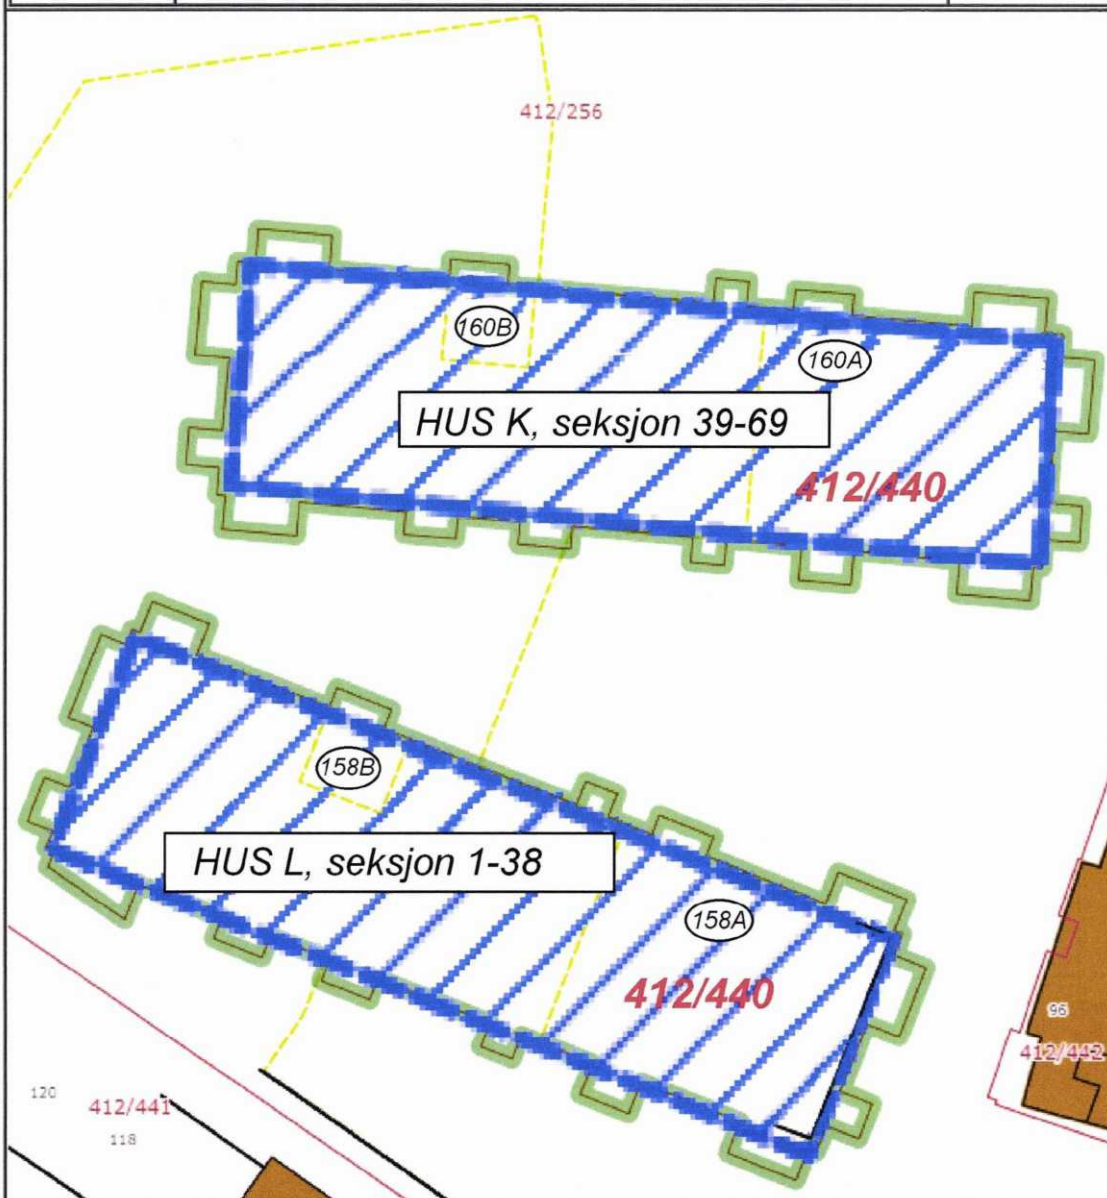 412/256
160B
160A
HUS K, seksjon 39-69
412/440
158B
HUS L, seksjon 1-38
158A
412/440
96
412/442
120
412/441
118